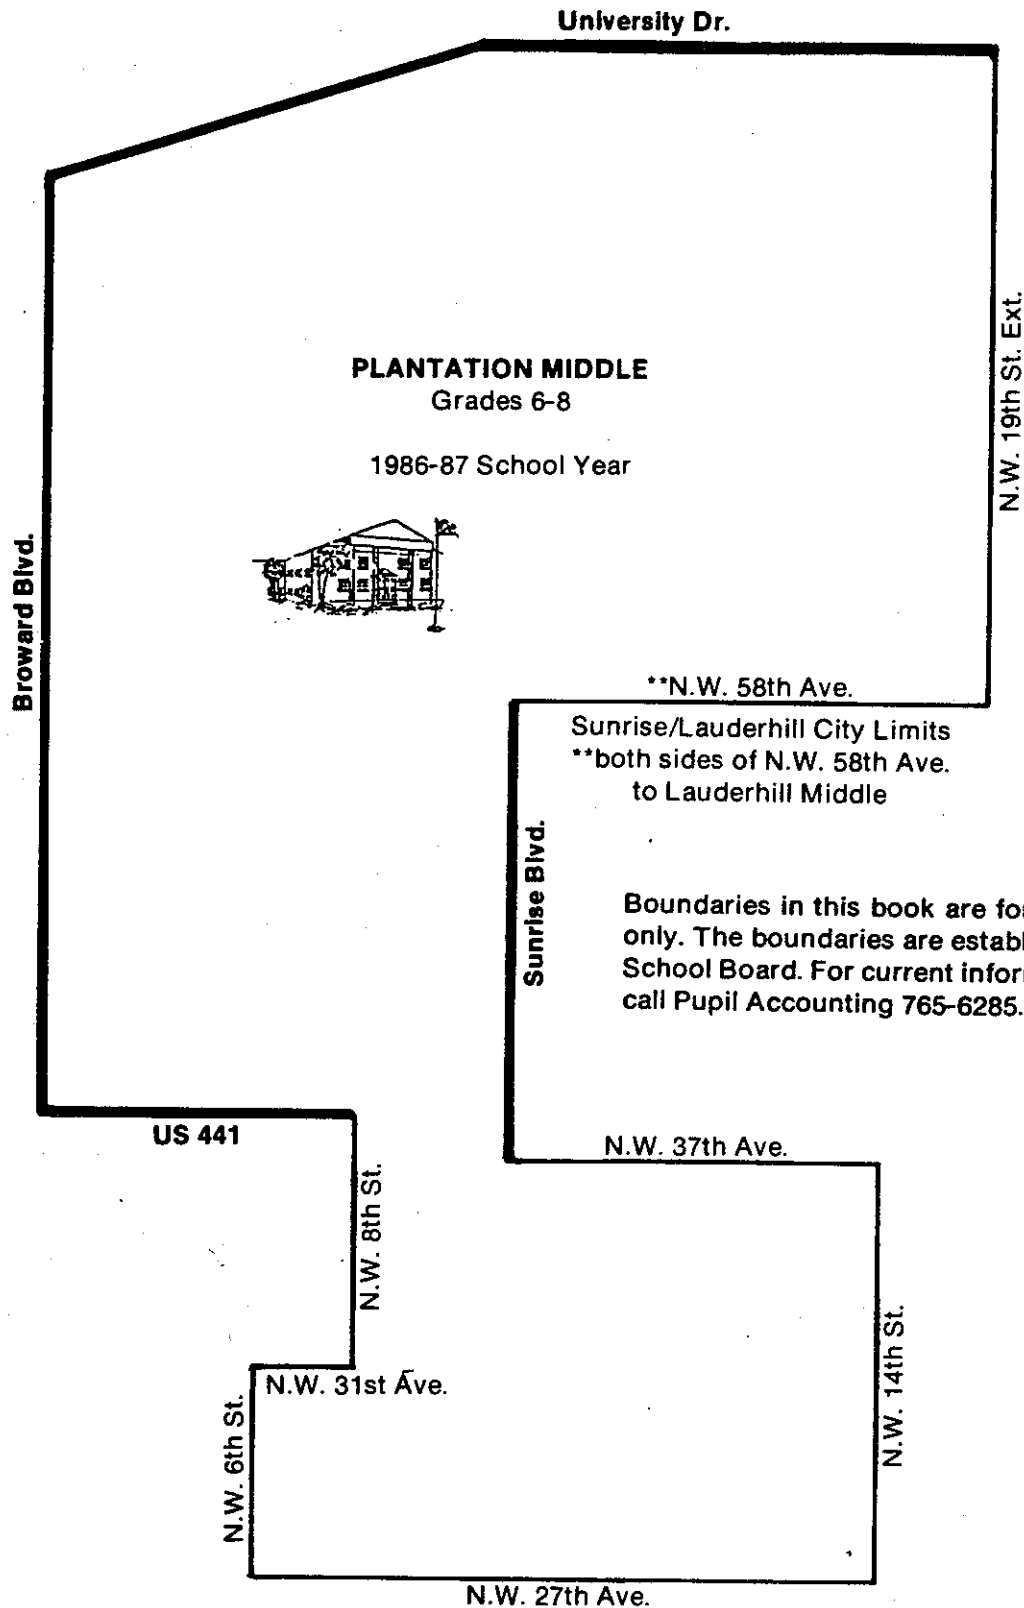 University Dr.
N.W. 19th St. Ext.
PLANTATION MIDDLE
Grades 6-8
1986-87 School Year
Broward Blvd.
**N.W. 58th Ave.
Sunrise/Lauderhill City Limits
**both sides of N.W. 58th Ave.
to Lauderhill Middle
Sunrise Blvd.
Boundaries in this book are
only. The boundaries are
School Board. For current
call Pupil Accounting 765-6285.
US 441
N.W. 37th Ave.
N.W. 8th St.
N.W. 31st Ave.
N.W. 14th St.
N.W. 6th St.
N.W. 27th Ave.